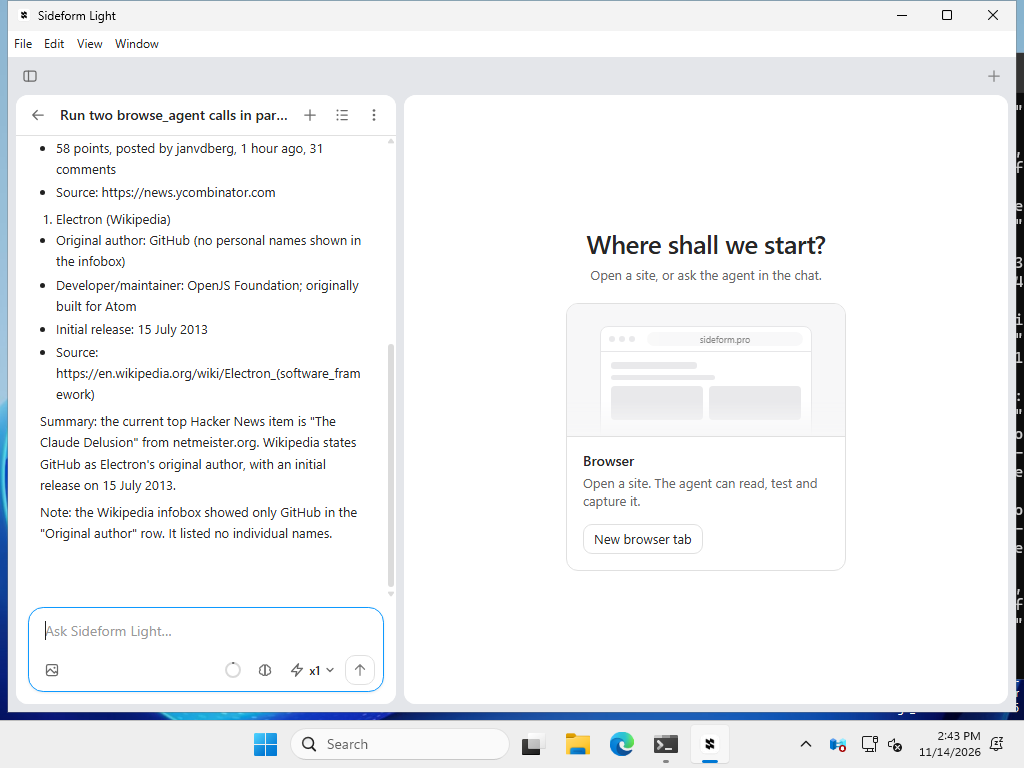 Sideform Light
File Edit View Window
Run two browse_agent calls in par...
58 points, posted by janvdberg, 1 hour ago, 31
comments
Source: https://news.ycombinator.com
1. Electron (Wikipedia)
Original author: GitHub (no personal names shown in
the infobox)
Developer/maintainer: OpenJS Foundation; originally
built for Atom
Initial release: 15 July 2013
Source:
https://en.wikipedia.org/wiki/Electron_(software_fram
ework)
Summary: the current top Hacker News item is "The
Claude Delusion" from netmeister.org. Wikipedia states
GitHub as Electron's original author, with an initial
release on 15 July 2013.
Note: the Wikipedia infobox showed only GitHub in the
"Original author" row. It listed no individual names.
Ask Sideform Light...
x1
Where shall we start?
Open a site, or ask the agent in the chat.
sideform.pro
Browser
Open a site. The agent can read, test and
capture it.
New browser tab
Search
2:43 PM
11/14/2026